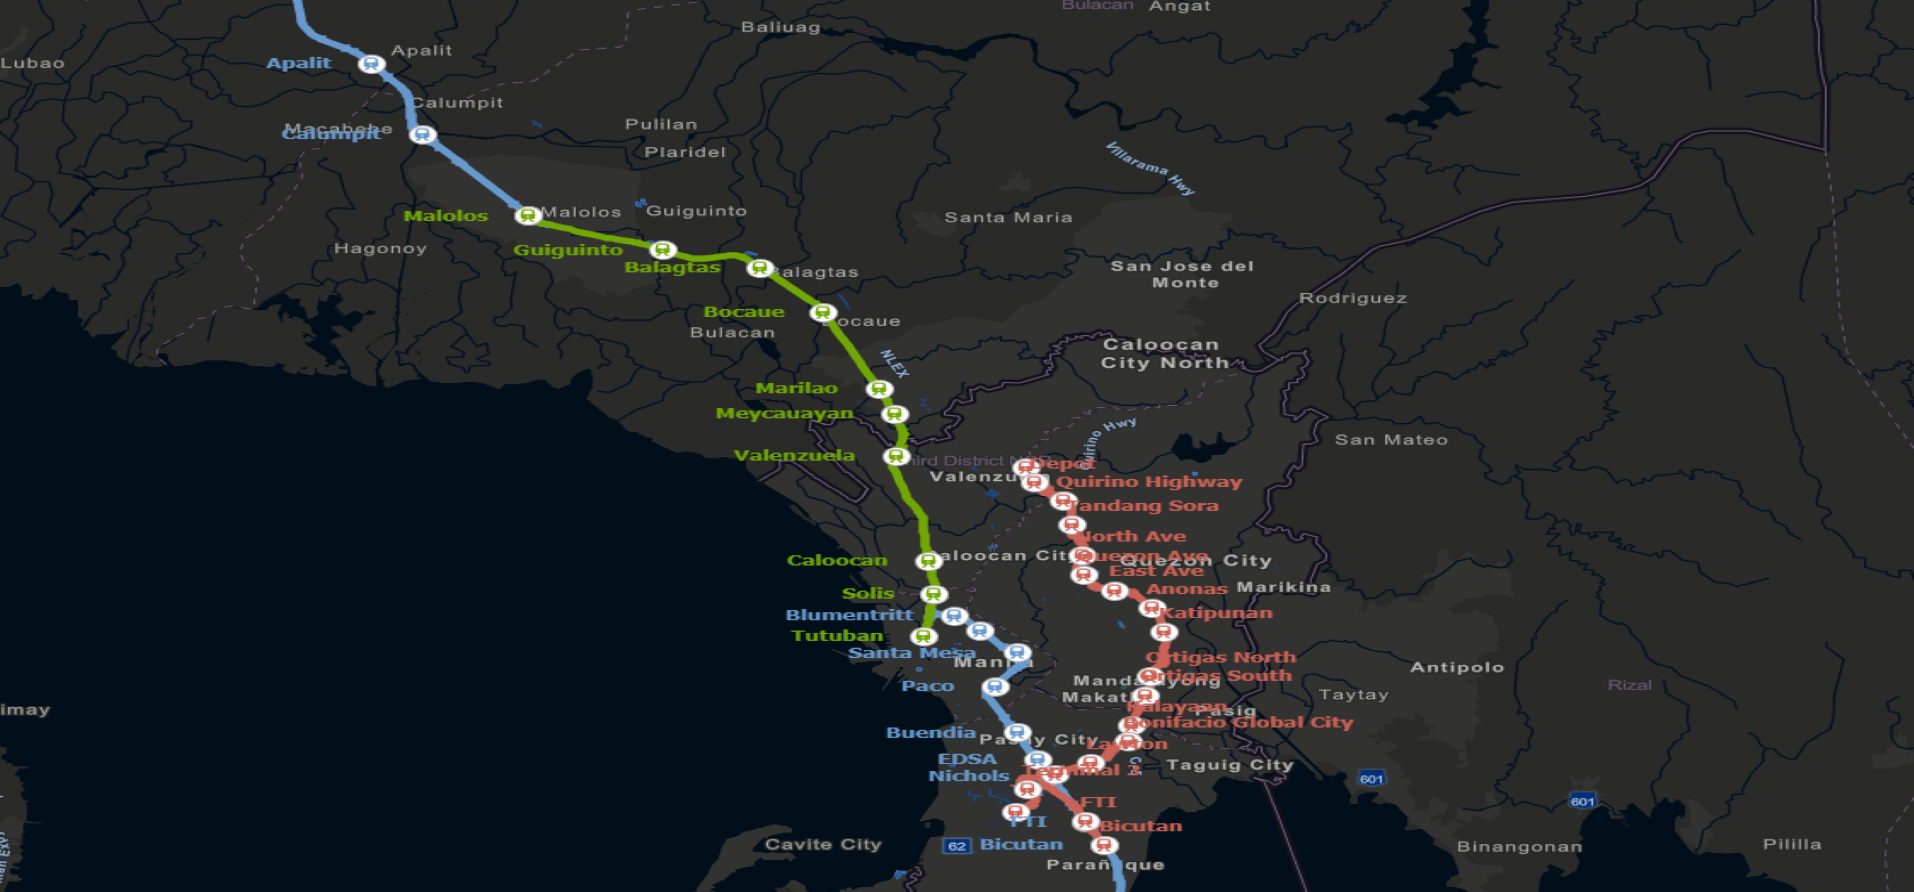 Bulacan
Angat
Baliuag
Apalit
Lubao
Apalit
Calumpit
Macabebe
Calumpit
Pulilan
Plaridel
Villarama Hwy
Malolos
Malolos
Guiguinto
Santa Maria
Hagonoy
Guiguinto
Balagtas
Balagtas
San Jose del
Monte
Rodriguez
Bocaue
Bocaue
Bulacan
NLEX
Caloocan
City North
Marilao
Meycauayan
Quirino Hwy
San Mateo
Valenzuela
Third District
Depot
Valenzu
Quirino Highway
Tandang Sora
North Ave
Caloocan
Caloocan City
Quezon Ave
Quezon City
East Ave
Anonas
Marikina
Solis
Blumentritt
Katipunan
Tutuban
Santa Mesa
Manila
Ortigas North
Antipolo
Ortigas South
Mandaluyong
Paco
Makati
Taytay
Rizal
Kalayaan
Pasig
imay
Bonifacio Global City
Buendia
Pasay City
Lawton
EDSA
Nichols
Terminal 3
Taguig City
C5
601
601
FTI
FTI
Bicutan
Cavite City
62
Bicutan
Parañaque
Binangonan
Pililla